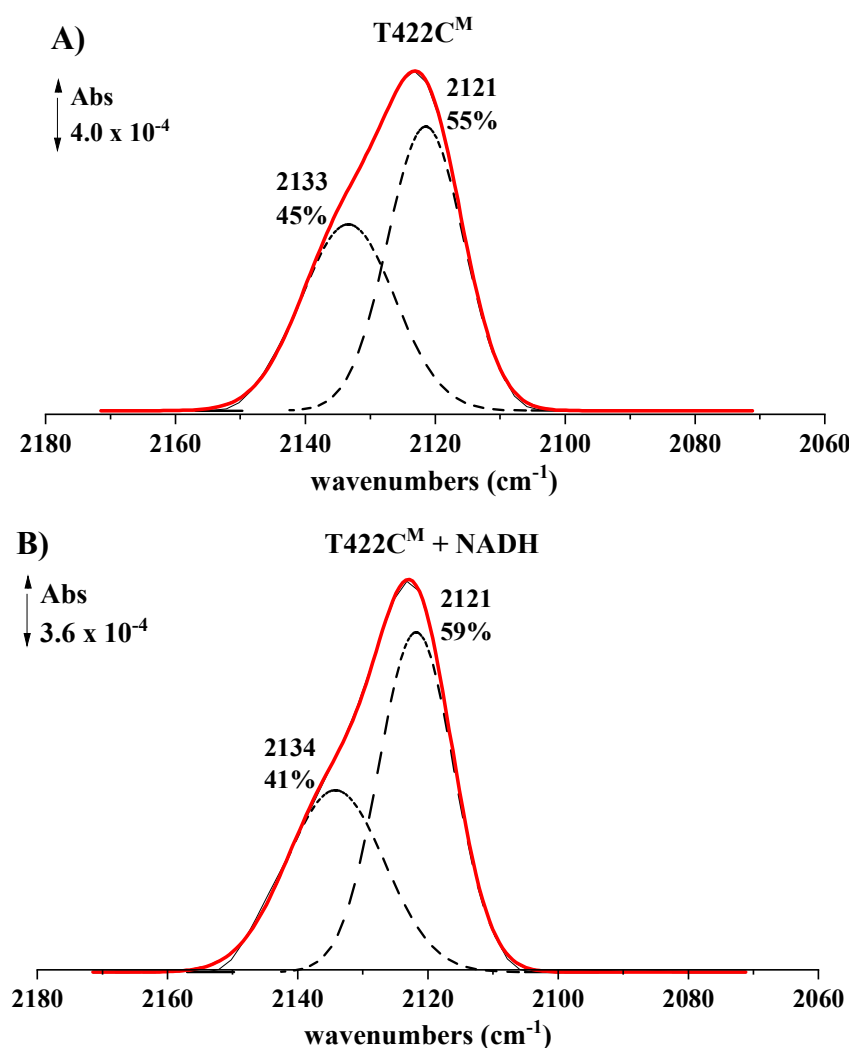 A)
T422Cᴹ
Abs
4.0 x 10⁻⁴
2121
55%
2133
45%
2180 2160 2140 2120 2100 2080 2060
wavenumbers (cm⁻¹)
B)
T422Cᴹ + NADH
Abs
3.6 x 10⁻⁴
2121
59%
2134
41%
2180 2160 2140 2120 2100 2080 2060
wavenumbers (cm⁻¹)